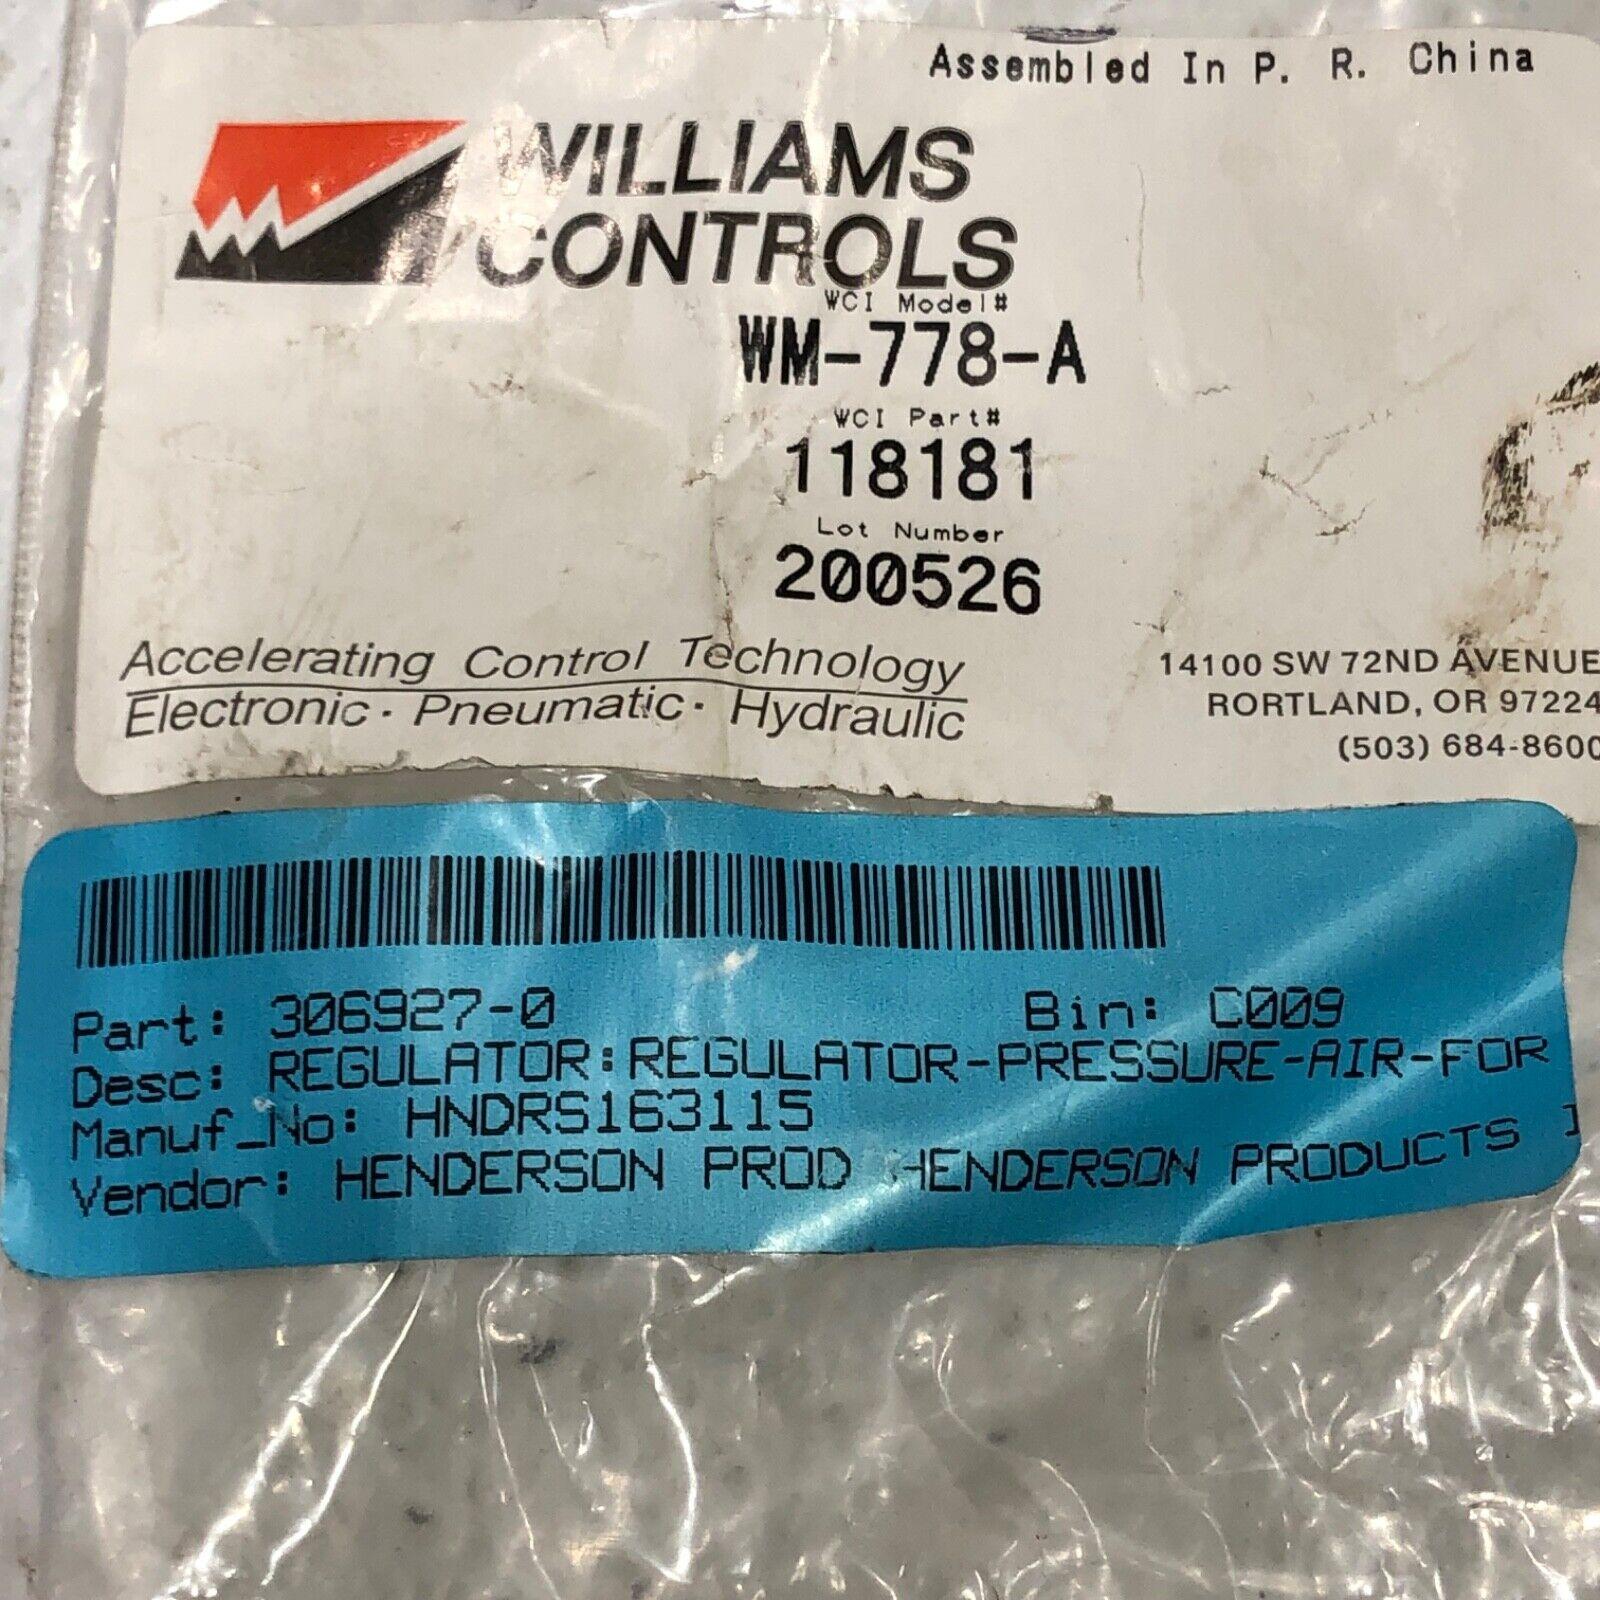 Assembled In P. R. China
WILLIAMS
CONTROLS
WCI Model#
WM-778-A
WCI Part#
118181
Lot Number
200526
Accelerating Control Technology
Electronic · Pneumatic · Hydraulic
14100 SW 72ND AVENUE
RORTLAND, OR 97224
(503) 684-8600
Part: 306927-0 Bin: C009
Desc: REGULATOR:REGULATOR-PRESSURE-AIR-FOR
Manuf_No: HNDRS163115
Vendor: HENDERSON PROD HENDERSON PRODUCTS I